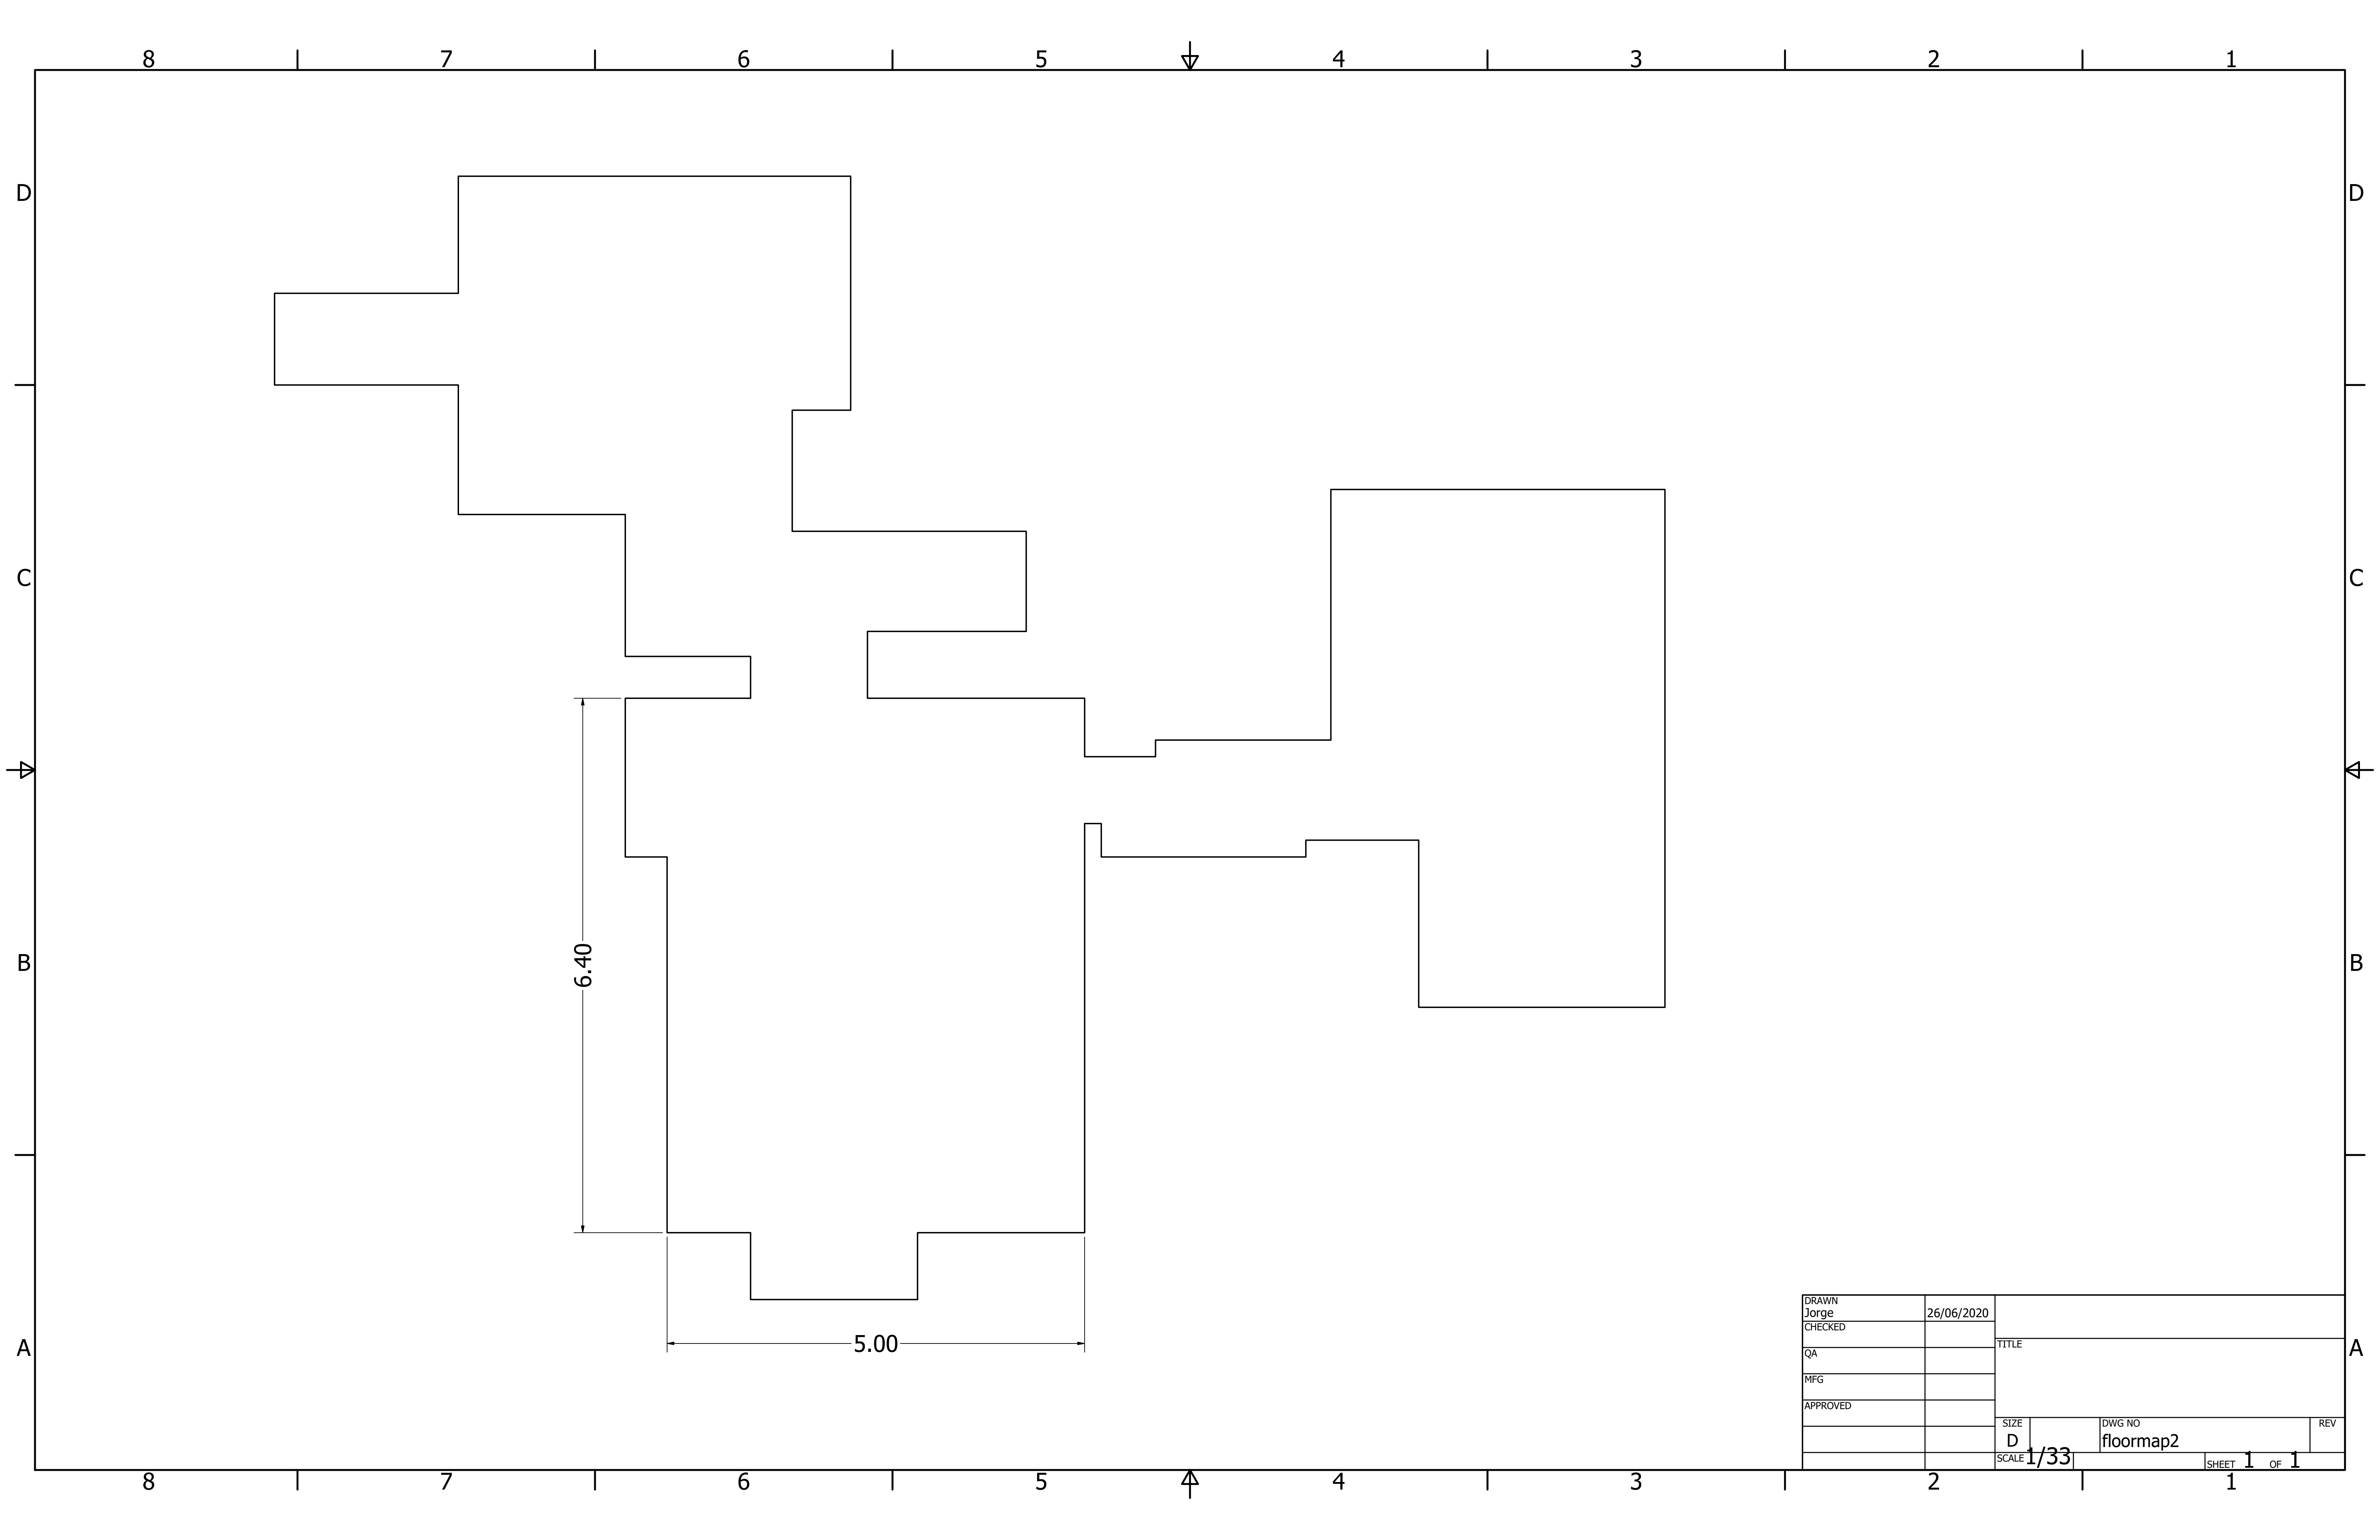 8 7 6 5 4 3 2 1
D D
C C
6.40
B B
5.00
A A
DRAWN
Jorge 26/06/2020
CHECKED
TITLE
QA
MFG
APPROVED
SIZE DWG NO REV
D floormap2
SCALE 1/33 SHEET 1 OF 1
8 7 6 5 4 3 2 1